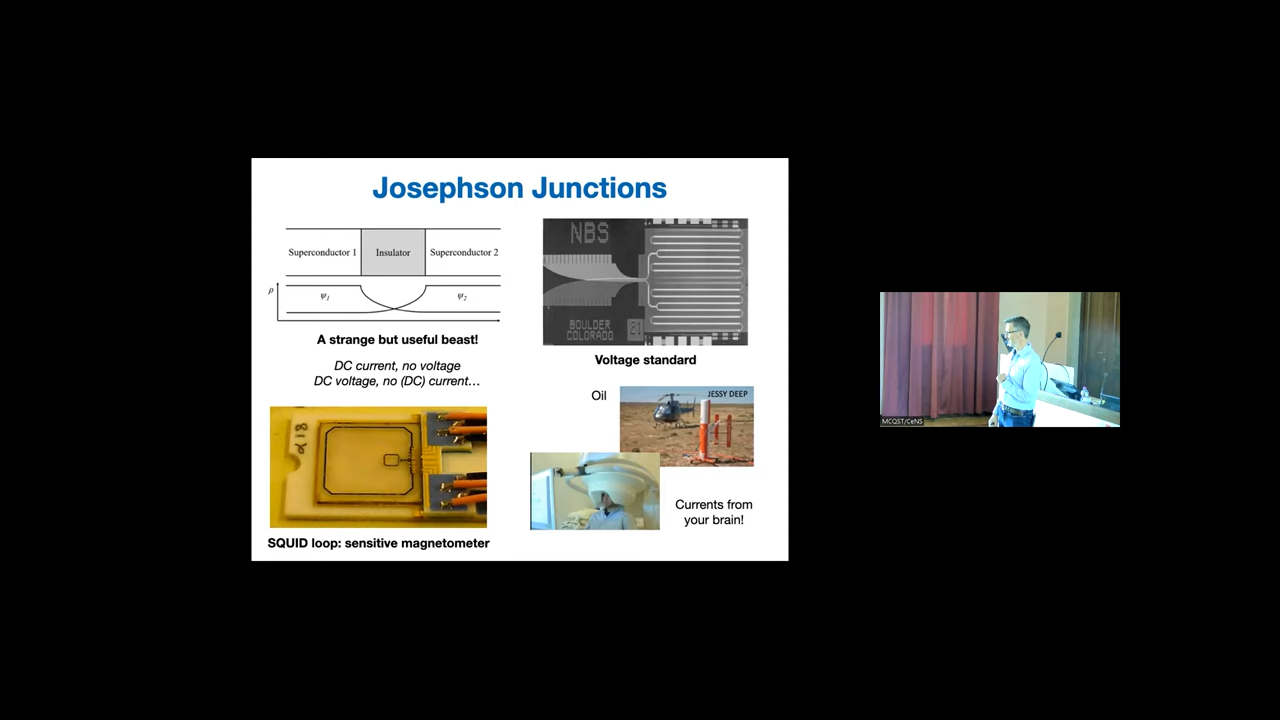 Josephson Junctions
Superconductor 1
Insulator
Superconductor 2
ρ
ψ1
ψ2
A strange but useful beast!
DC current, no voltage
DC voltage, no (DC) current...
819
SQUID loop: sensitive magnetometer
NBS
BOULDER
COLORADO
21
Voltage standard
Oil
JESSY DEEP
Currents from
your brain!
MCQST/CeNS